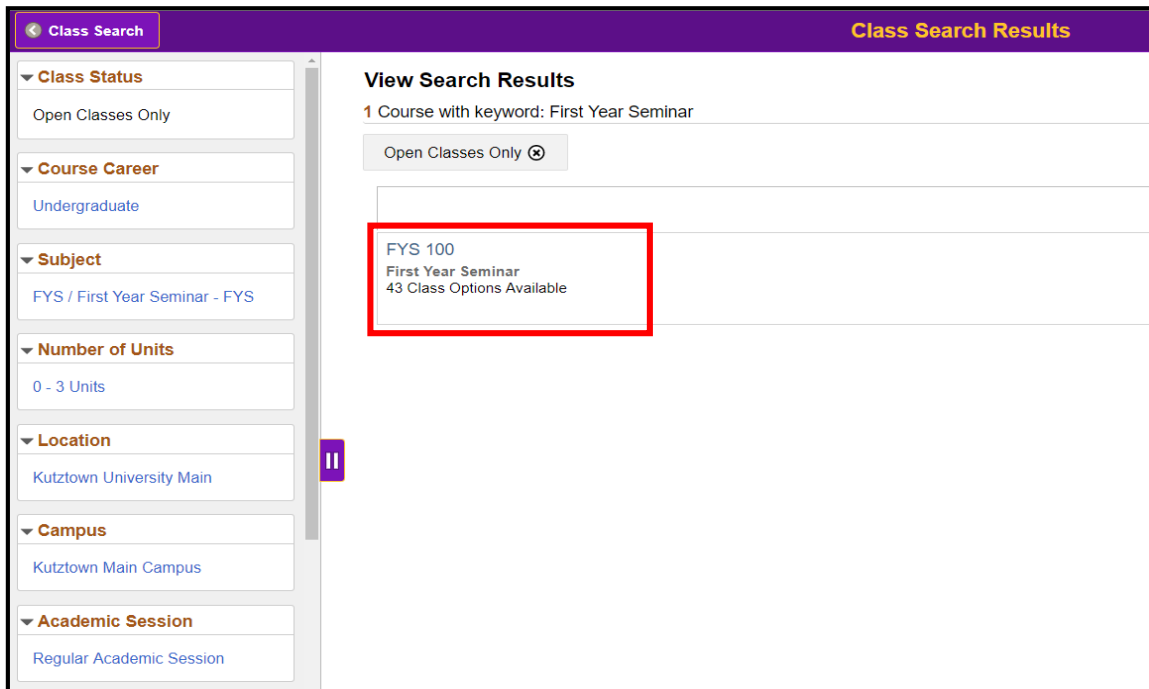 Class Search
Class Search Results
Class Status
Open Classes Only
Course Career
Undergraduate
Subject
FYS / First Year Seminar - FYS
Number of Units
0 - 3 Units
Location
Kutztown University Main
Campus
Kutztown Main Campus
Academic Session
Regular Academic Session
View Search Results
1 Course with keyword: First Year Seminar
Open Classes Only
FYS 100
First Year Seminar
43 Class Options Available